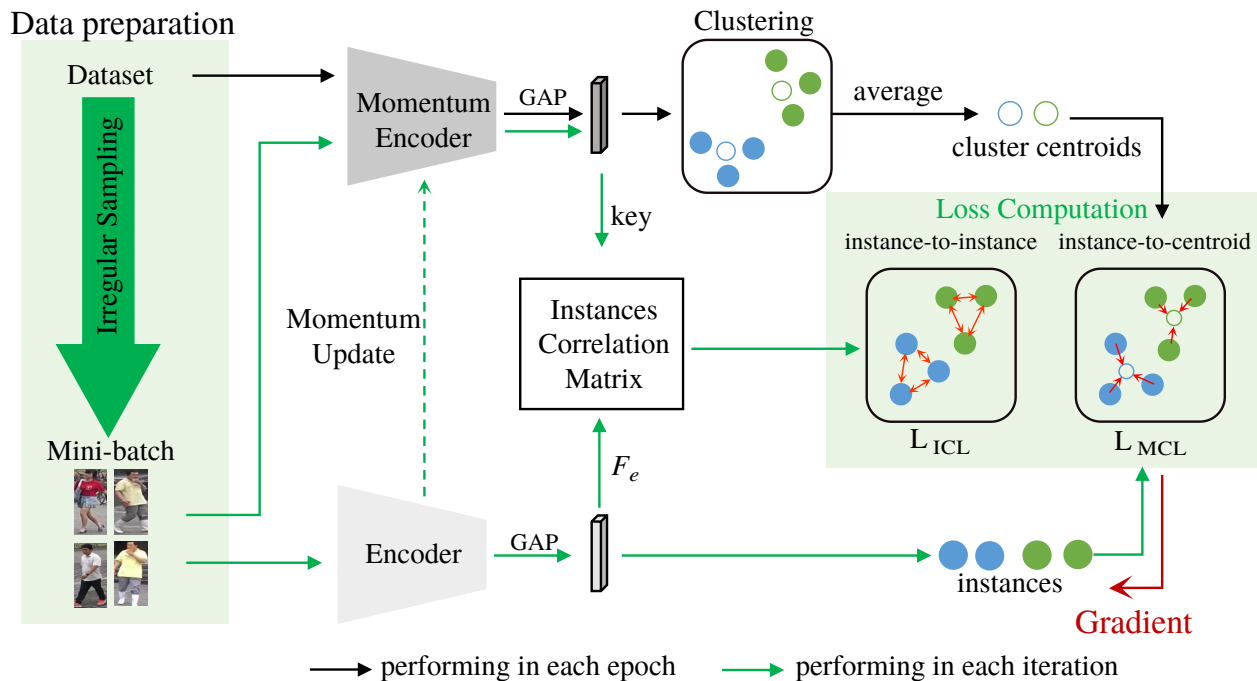 Data preparation
Dataset
Irregular Sampling
Mini-batch
Momentum
Encoder
GAP
Clustering
average
cluster centroids
key
Momentum
Update
Instances
Correlation
Matrix
Loss Computation
instance-to-instance
instance-to-centroid
L ICL
L MCL
F_e
Encoder
GAP
instances
Gradient
performing in each epoch
performing in each iteration